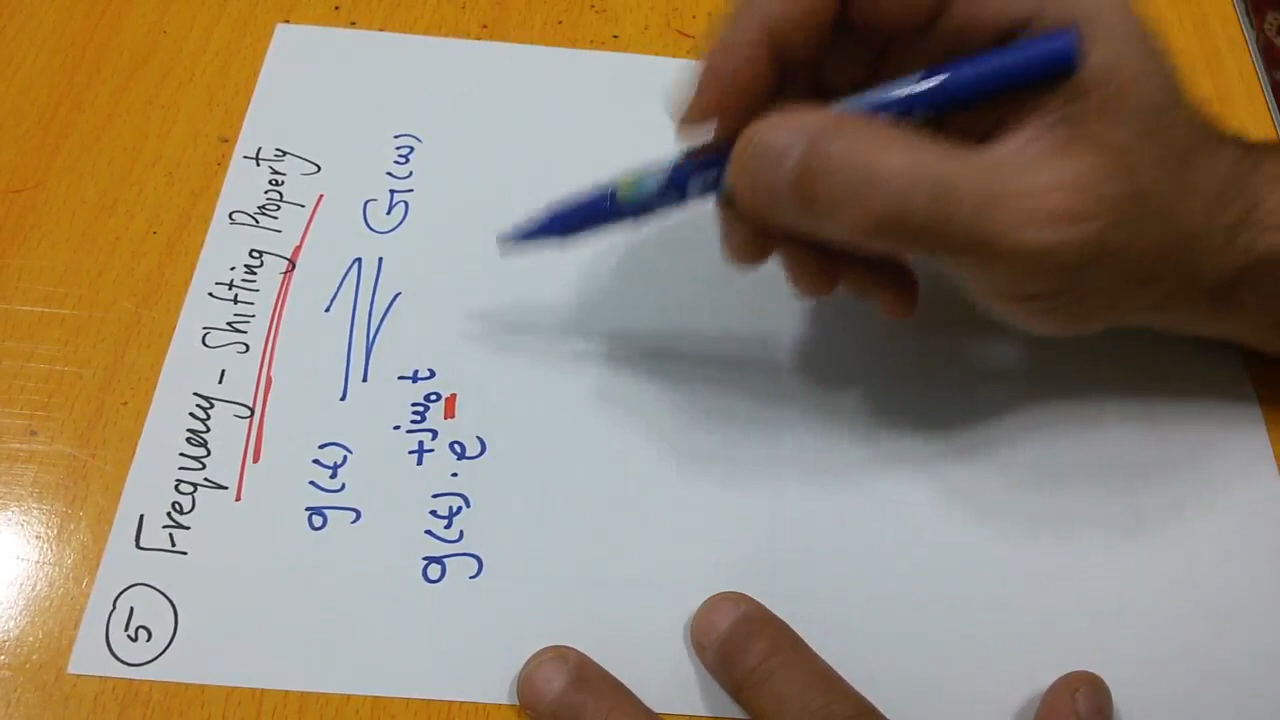 ⑤ Frequency-Shifting Property
g(t) ⇌ G(ω)
g(t)·e^{+jω₀t}